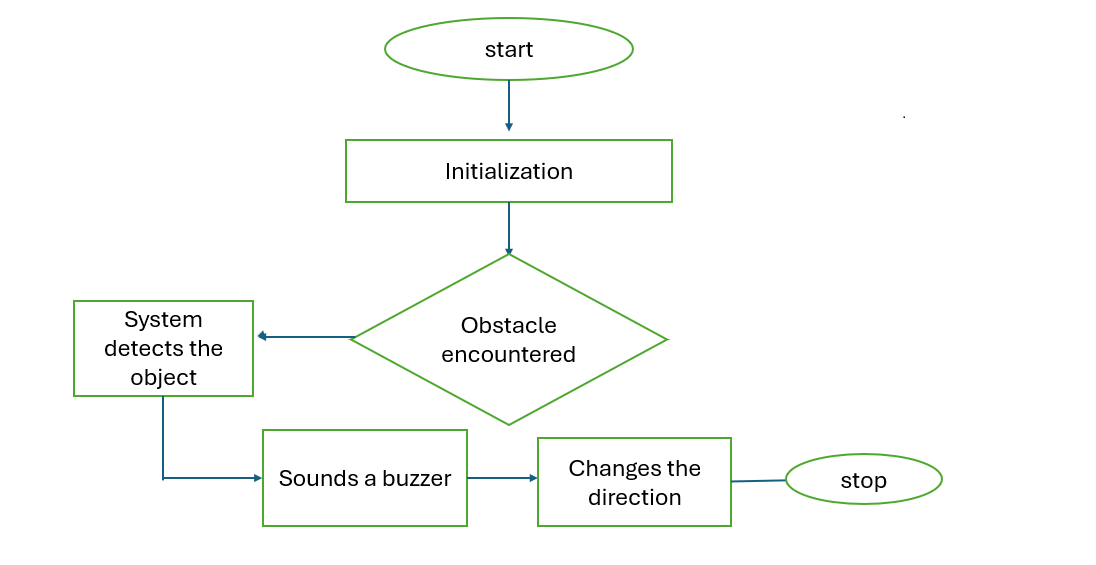 start
Initialization
Obstacle
encountered
System
detects the
object
Sounds a buzzer
Changes the
direction
stop